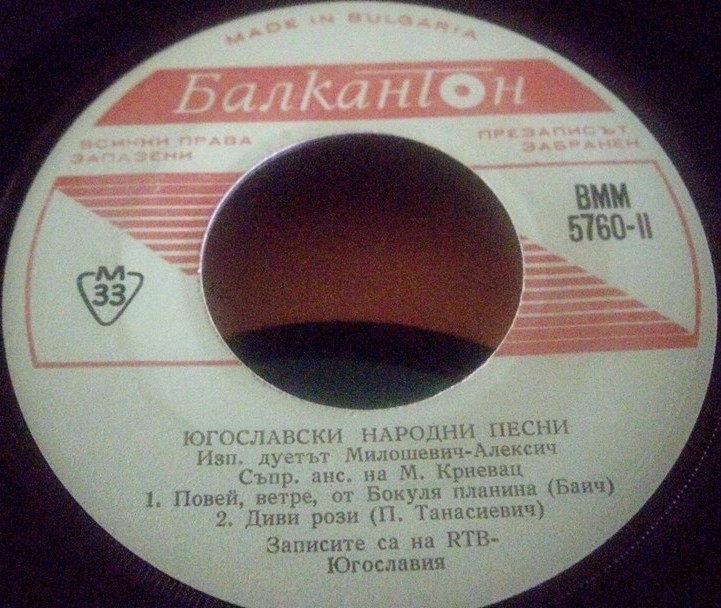 MADE IN BULGARIA
Балкантон
ВСИЧКИ ПРАВА
ЗАПАЗЕНИ
ПРЕЗАПИСЪТ
ЗАБРАНЕН
ВММ
5760-II
М
33
ЮГОСЛАВСКИ НАРОДНИ ПЕСНИ
Изп. дуетът Милошевич-Алексич
Съпр. анс. на М. Крневац
1. Повей, ветре, от Бокуля планина (Баич)
2. Диви рози (П. Танасиевич)
Записите са на RTB-
Югославия